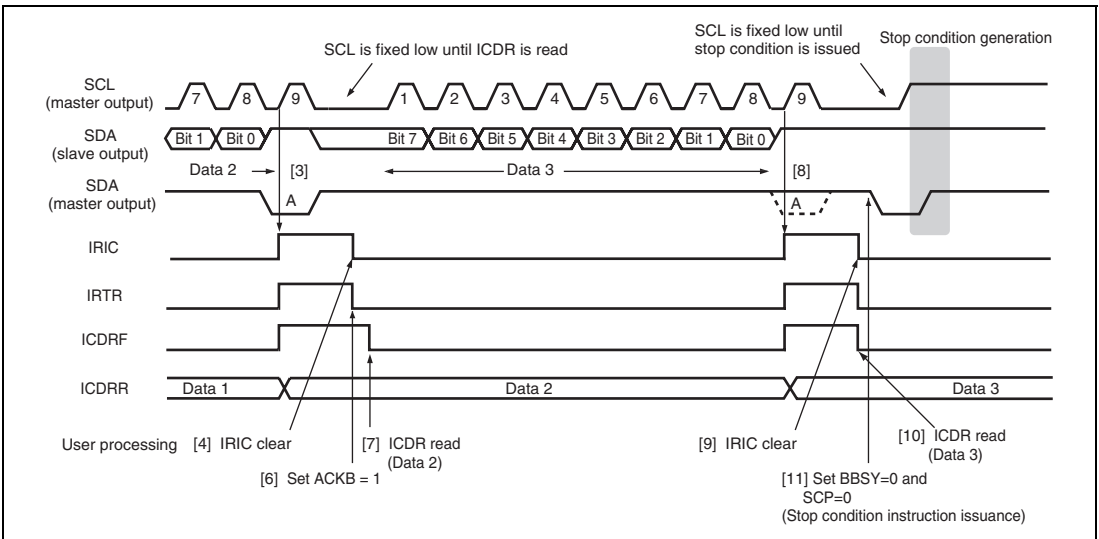 SCL is fixed low until ICDR is read
SCL is fixed low until
stop condition is issued
Stop condition generation
SCL
(master output)
7 8 9 1 2 3 4 5 6 7 8 9
SDA
(slave output)
Bit 1 Bit 0 Bit 7 Bit 6 Bit 5 Bit 4 Bit 3 Bit 2 Bit 1 Bit 0
Data 2 [3] Data 3 [8]
SDA
(master output)
A A
IRIC
IRTR
ICDRF
ICDRR
Data 1 Data 2 Data 3
User processing
[4] IRIC clear
[7] ICDR read
(Data 2)
[6] Set ACKB = 1
[9] IRIC clear
[10] ICDR read
(Data 3)
[11] Set BBSY=0 and
SCP=0
(Stop condition instruction issuance)